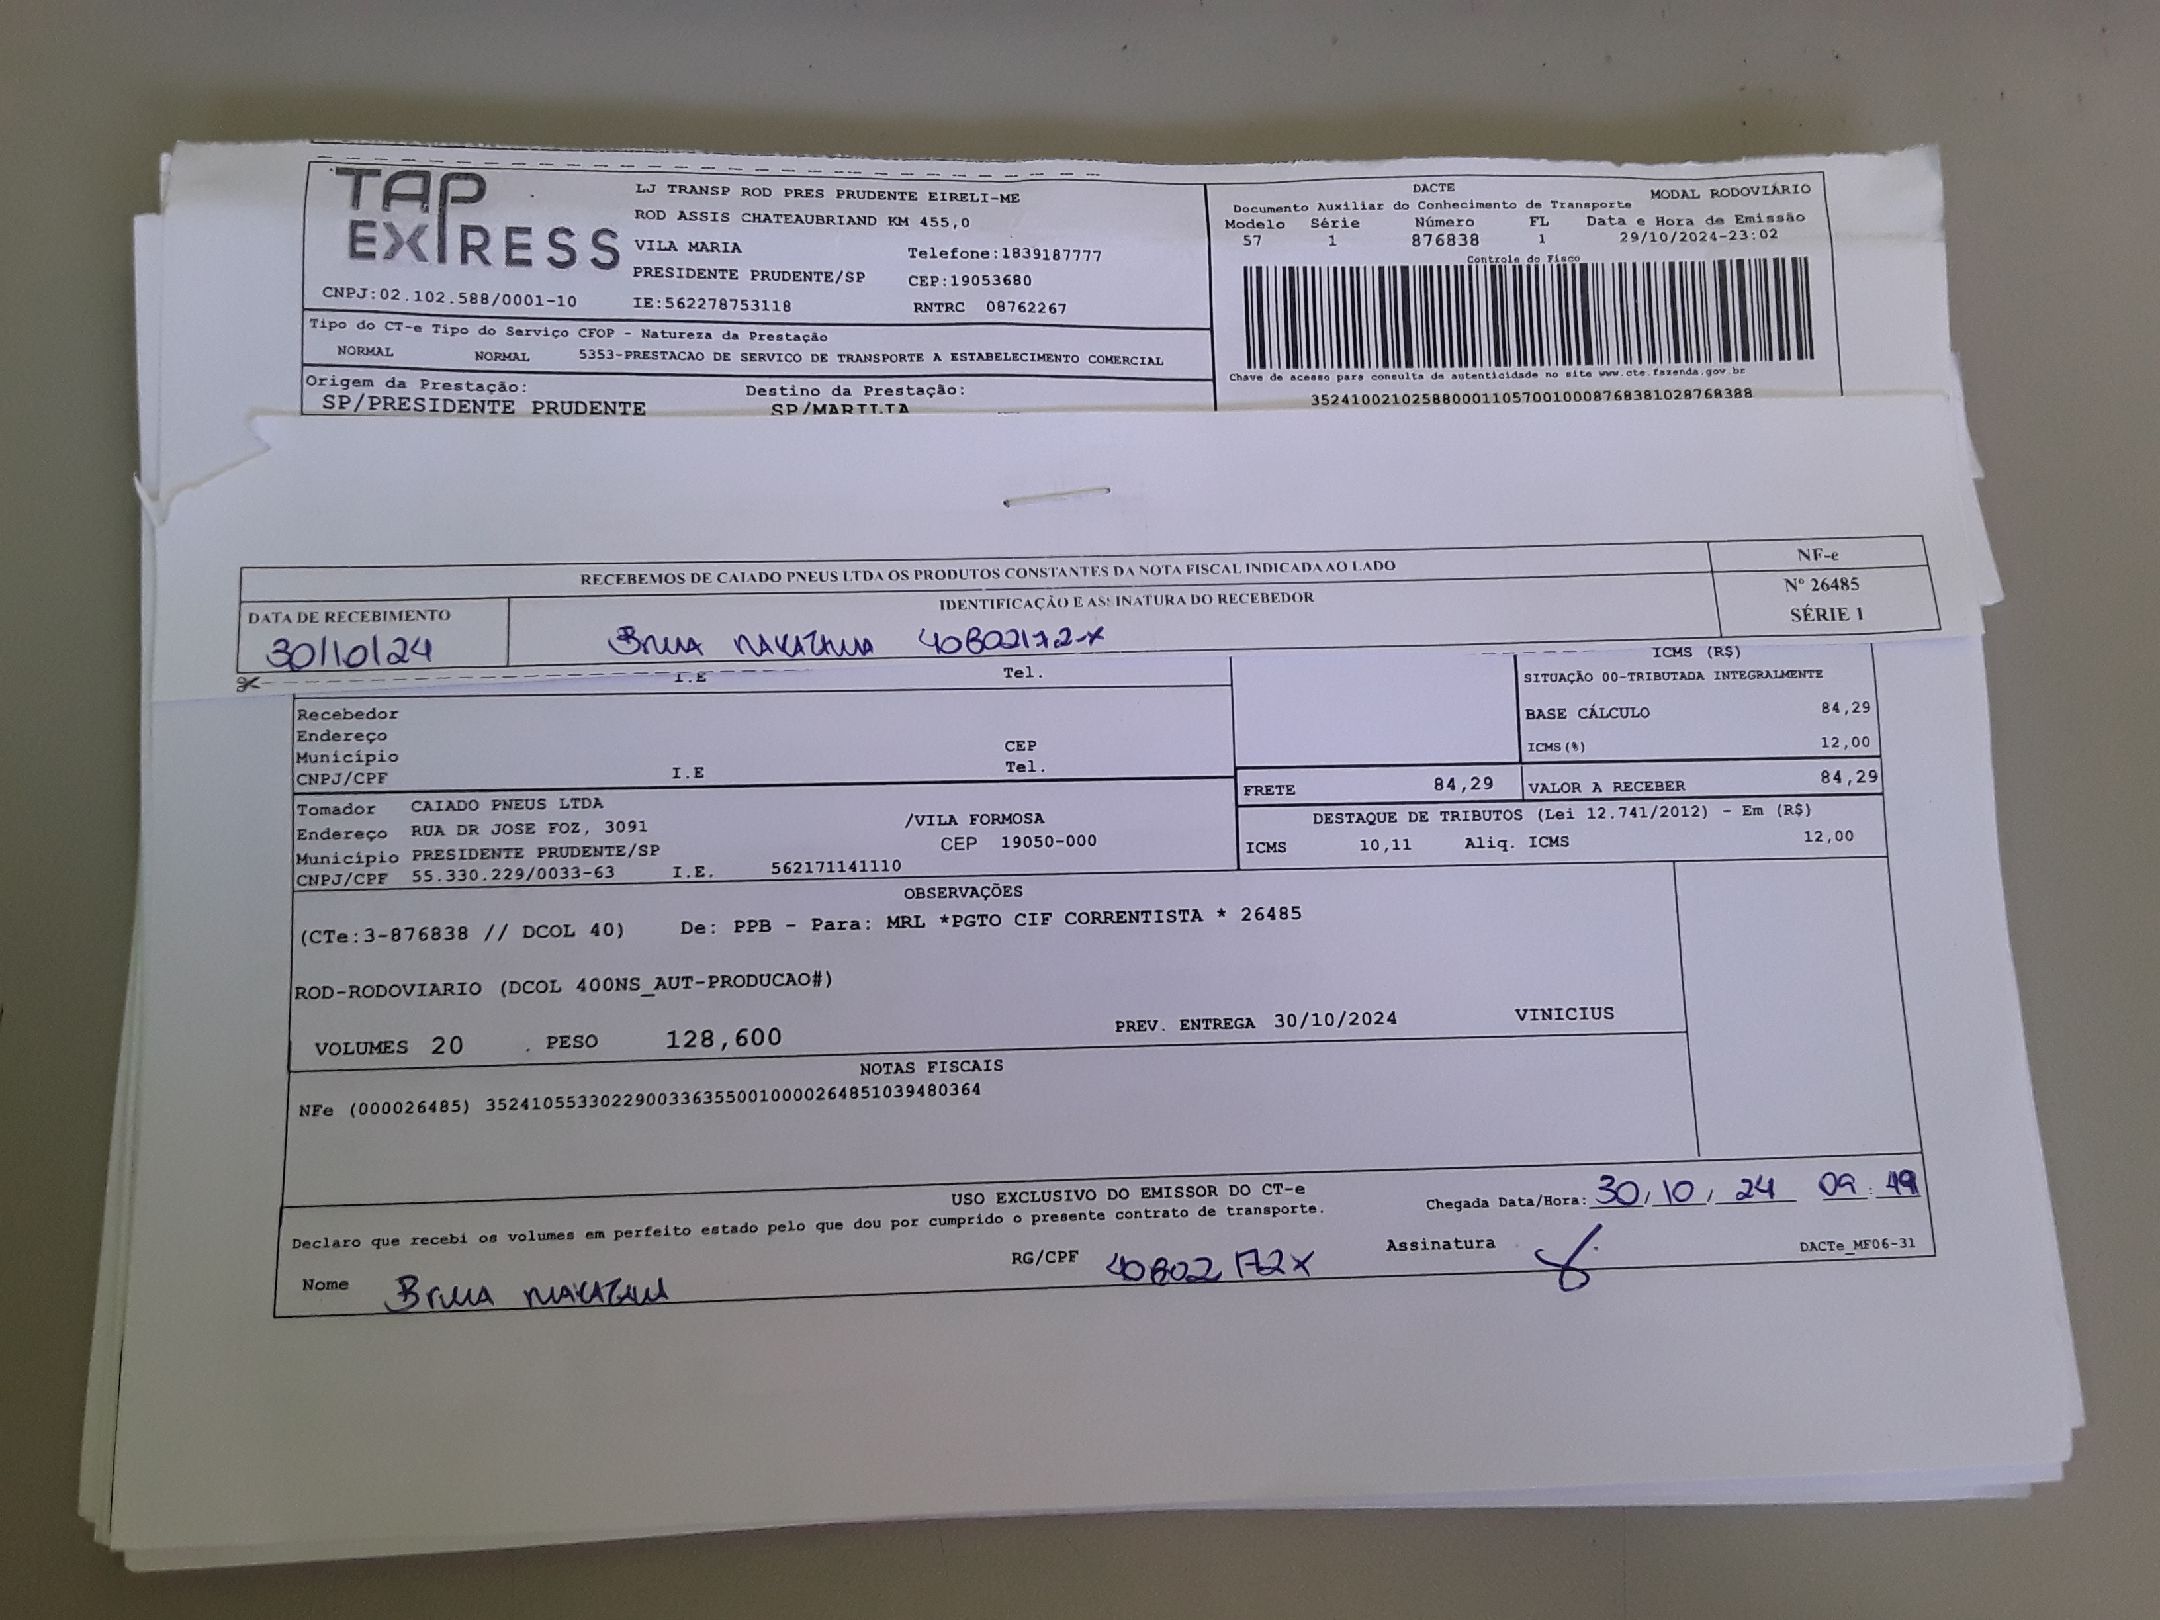 TAP
EXPRESS
LJ TRANSP ROD PRES PRUDENTE EIRELI-ME
ROD ASSIS CHATEAUBRIAND KM 455,0
VILA MARIA Telefone:1839187777
PRESIDENTE PRUDENTE/SP CEP:19053680
CNPJ:02.102.588/0001-10 IE:562278753118 RNTRC 08762267
DACTE MODAL RODOVIÁRIO
Documento Auxiliar do Conhecimento de Transporte
Modelo Série Número FL Data e Hora de Emissão
57 1 876838 1 29/10/2024-23:02
Controle do Fisco
Tipo do CT-e Tipo do Serviço CFOP - Natureza da Prestação
NORMAL NORMAL 5353-PRESTACAO DE SERVICO DE TRANSPORTE A ESTABELECIMENTO COMERCIAL
Chave de acesso para consulta de autenticidade no site www.cte.fazenda.gov.br
35241002102588000110570010008768381028768388
Origem da Prestação: Destino da Prestação:
SP/PRESIDENTE PRUDENTE SP/MARILIA
RECEBEMOS DE CAIADO PNEUS LTDA OS PRODUTOS CONSTANTES DA NOTA FISCAL INDICADA AO LADO
NF-e
Nº 26485
SÉRIE 1
DATA DE RECEBIMENTO IDENTIFICAÇÃO E ASSINATURA DO RECEBEDOR
30/10/24 40802172-X
I.E Tel.
Recebedor
Endereço
Município CEP
CNPJ/CPF I.E Tel.
ICMS (R$)
SITUAÇÃO 00-TRIBUTADA INTEGRALMENTE
BASE CÁLCULO 84,29
ICMS(%) 12,00
FRETE 84,29 VALOR A RECEBER 84,29
Tomador CAIADO PNEUS LTDA
Endereço RUA DR JOSE FOZ, 3091 /VILA FORMOSA
Município PRESIDENTE PRUDENTE/SP CEP 19050-000
CNPJ/CPF 55.330.229/0033-63 I.E. 562171141110
DESTAQUE DE TRIBUTOS (Lei 12.741/2012) - Em (R$)
ICMS 10,11 Aliq. ICMS 12,00
OBSERVAÇÕES
(CTe:3-876838 // DCOL 40) De: PPB - Para: MRL *PGTO CIF CORRENTISTA * 26485
ROD-RODOVIARIO (DCOL 400NS_AUT-PRODUCAO#)
VOLUMES 20 . PESO 128,600 PREV. ENTREGA 30/10/2024 VINICIUS
NOTAS FISCAIS
NFe (000026485) 35241055330229003363550010000264851039480364
USO EXCLUSIVO DO EMISSOR DO CT-e
Chegada Data/Hora: 30/10/24 09:49
Declaro que recebi os volumes em perfeito estado pelo que dou por cumprido o presente contrato de transporte.
Nome RG/CPF 40802172X Assinatura DACTe_MF06-31